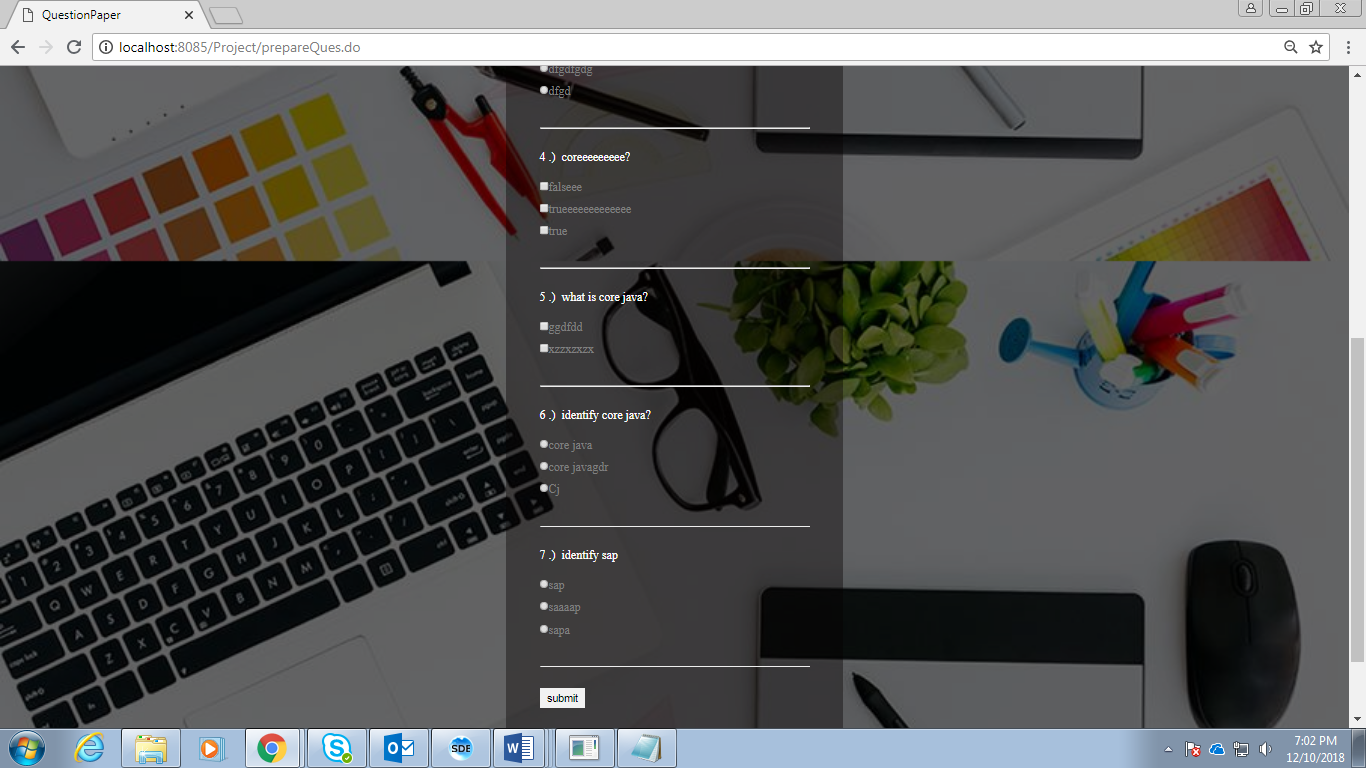 QuestionPaper
localhost:8085/Project/prepareQues.do
dfgdfgdg
dfgd
4 .) coreeeeeeeee?
falseee
trueeeeeeeeeeeee
true
5 .) what is core java?
ggdfdd
xzzxzxzx
6 .) identify core java?
core java
core javagdr
Cj
7 .) identify sap
sap
saaaap
sapa
submit
SDE
7:02 PM
12/10/2018